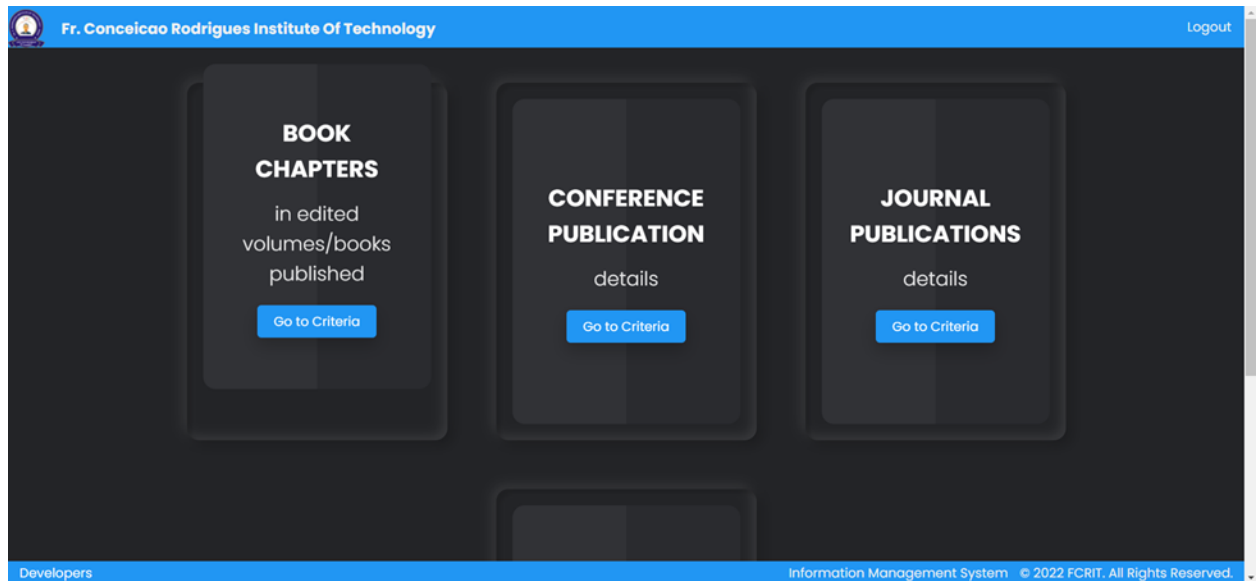 Fr. Conceicao Rodrigues Institute Of Technology
Logout
BOOK
CHAPTERS
in edited
volumes/books
published
Go to Criteria
CONFERENCE
PUBLICATION
details
Go to Criteria
JOURNAL
PUBLICATIONS
details
Go to Criteria
Developers
Information Management System © 2022 FCRIT. All Rights Reserved.